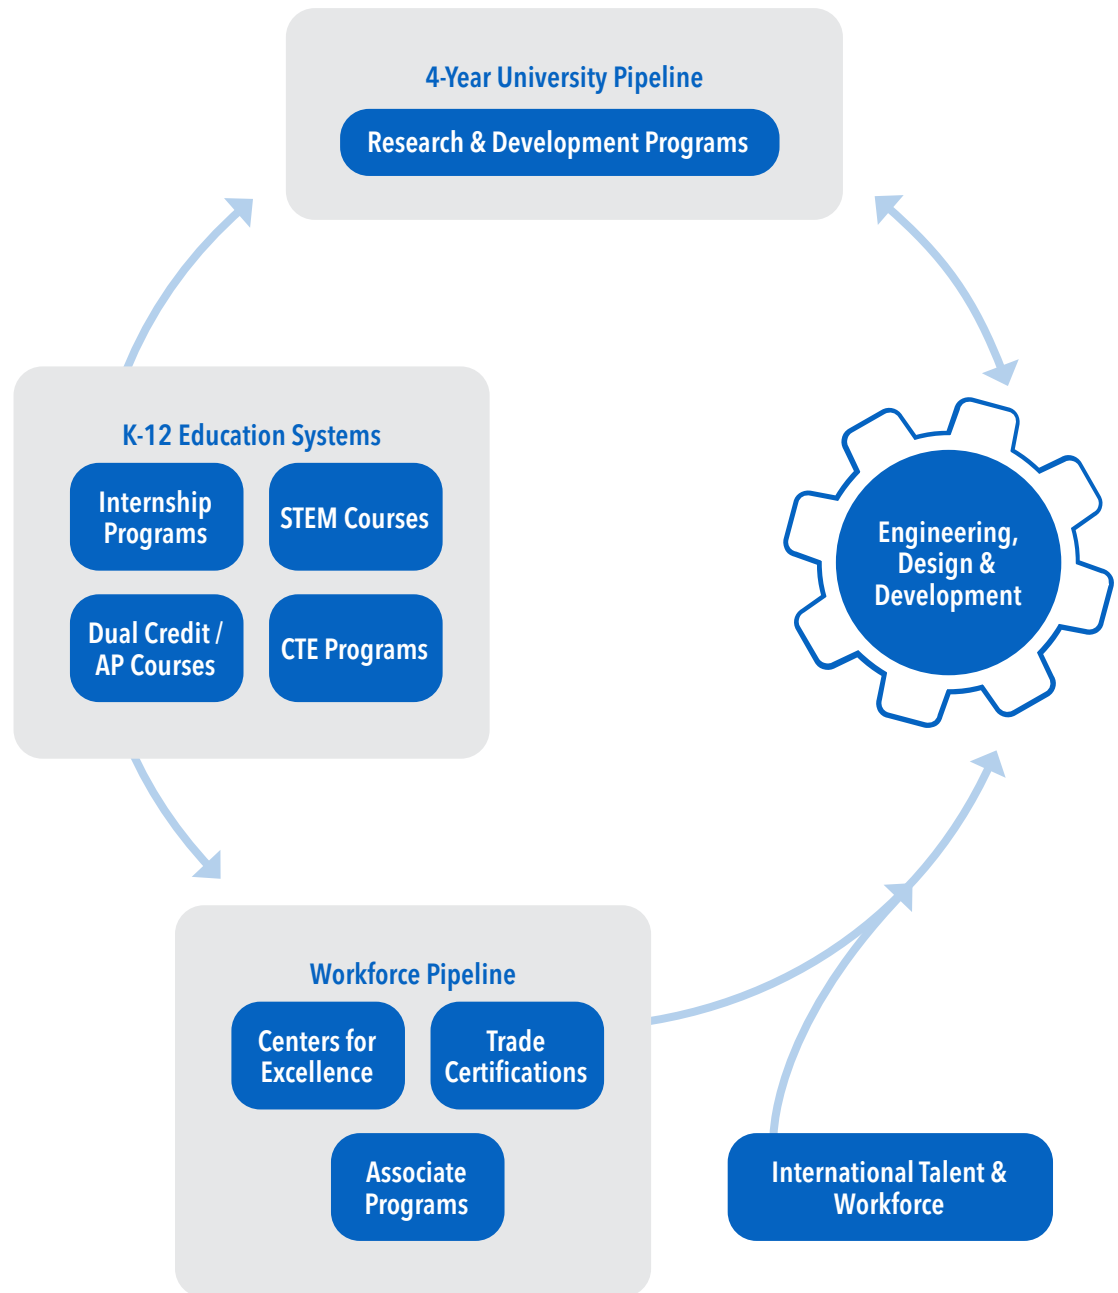 4-Year University Pipeline
Research & Development Programs
K-12 Education Systems
Internship
Programs
STEM Courses
Dual Credit /
AP Courses
CTE Programs
Engineering,
Design &
Development
Workforce Pipeline
Centers for
Excellence
Trade
Certifications
Associate
Programs
International Talent &
Workforce